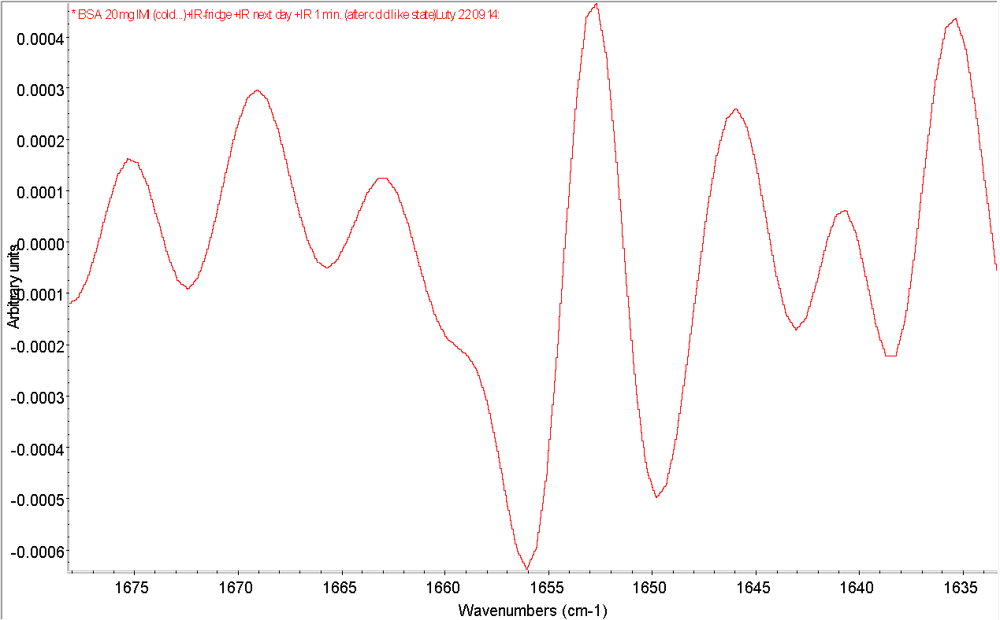 * BSA 20mg IMI (cold...)+IR-fridge +IR next day +IR 1 min. (after cold like state)Luty 220914:
0.0004
0.0003
0.0002
0.0001
0.0000
-0.0001
-0.0002
-0.0003
-0.0004
-0.0005
-0.0006
Arbitrary units
1675 1670 1665 1660 1655 1650 1645 1640 1635
Wavenumbers (cm-1)